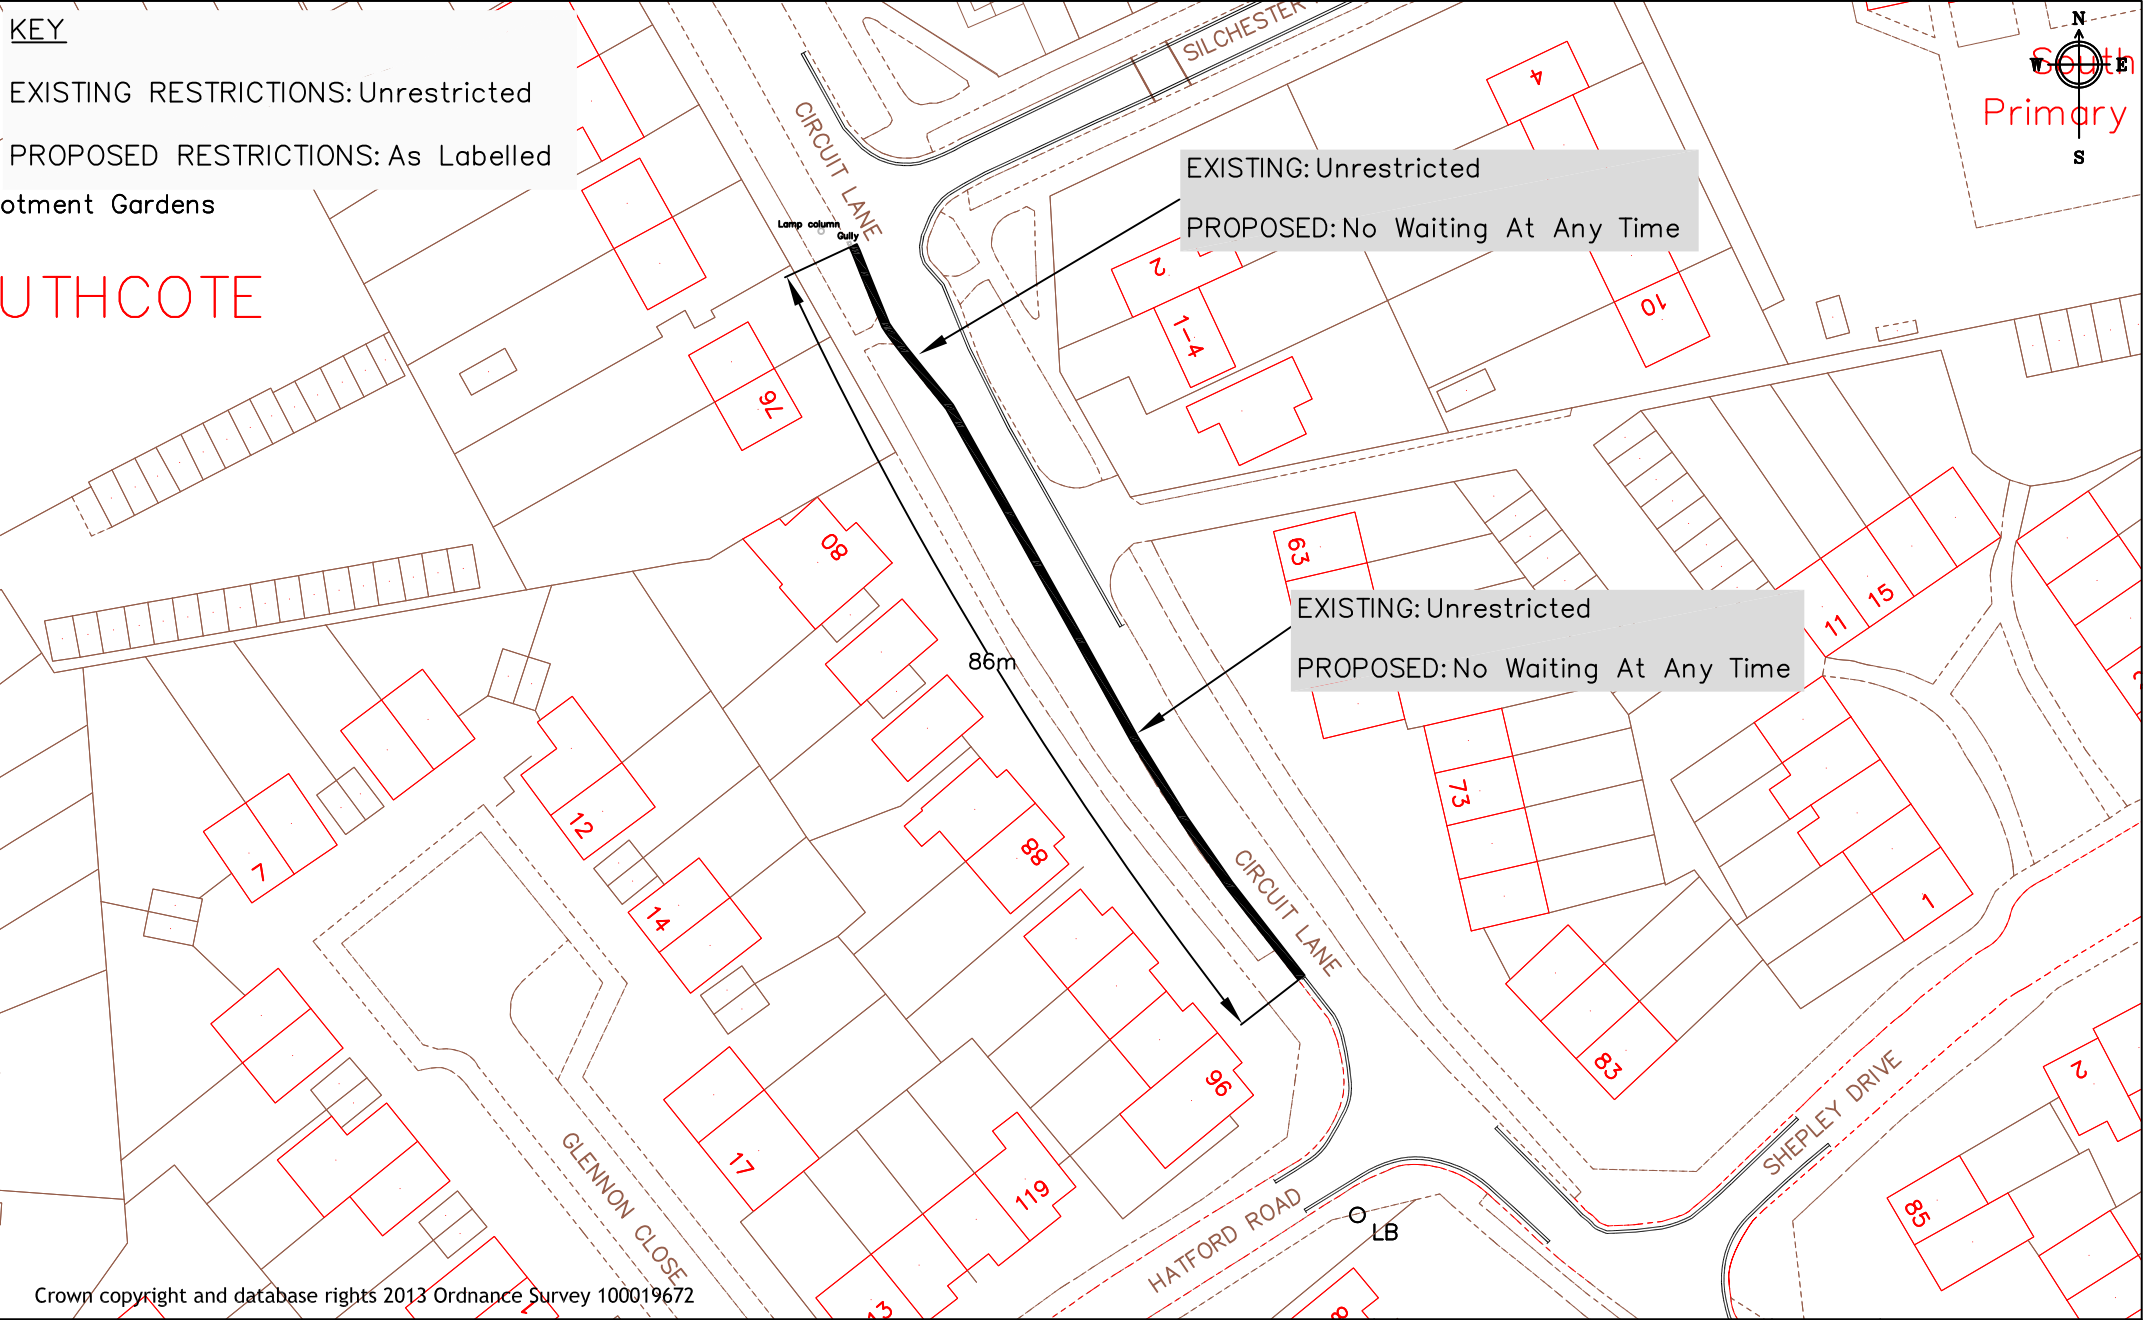 KEY
EXISTING RESTRICTIONS: Unrestricted
PROPOSED RESTRICTIONS: As Labelled
otment Gardens
UTHCOTE
SILCHESTER
CIRCUIT LANE
Lamp column
Gully
N
W
E
S
South
Primary
4
EXISTING: Unrestricted
PROPOSED: No Waiting At Any Time
2
1-4
10
76
80
63
EXISTING: Unrestricted
PROPOSED: No Waiting At Any Time
11
15
86m
73
7
12
14
88
CIRCUIT LANE
1
83
96
17
119
GLENNON CLOSE
HATFORD ROAD
LB
SHEPLEY DRIVE
2
85
13
1
Crown copyright and database rights 2013 Ordnance Survey 100019672